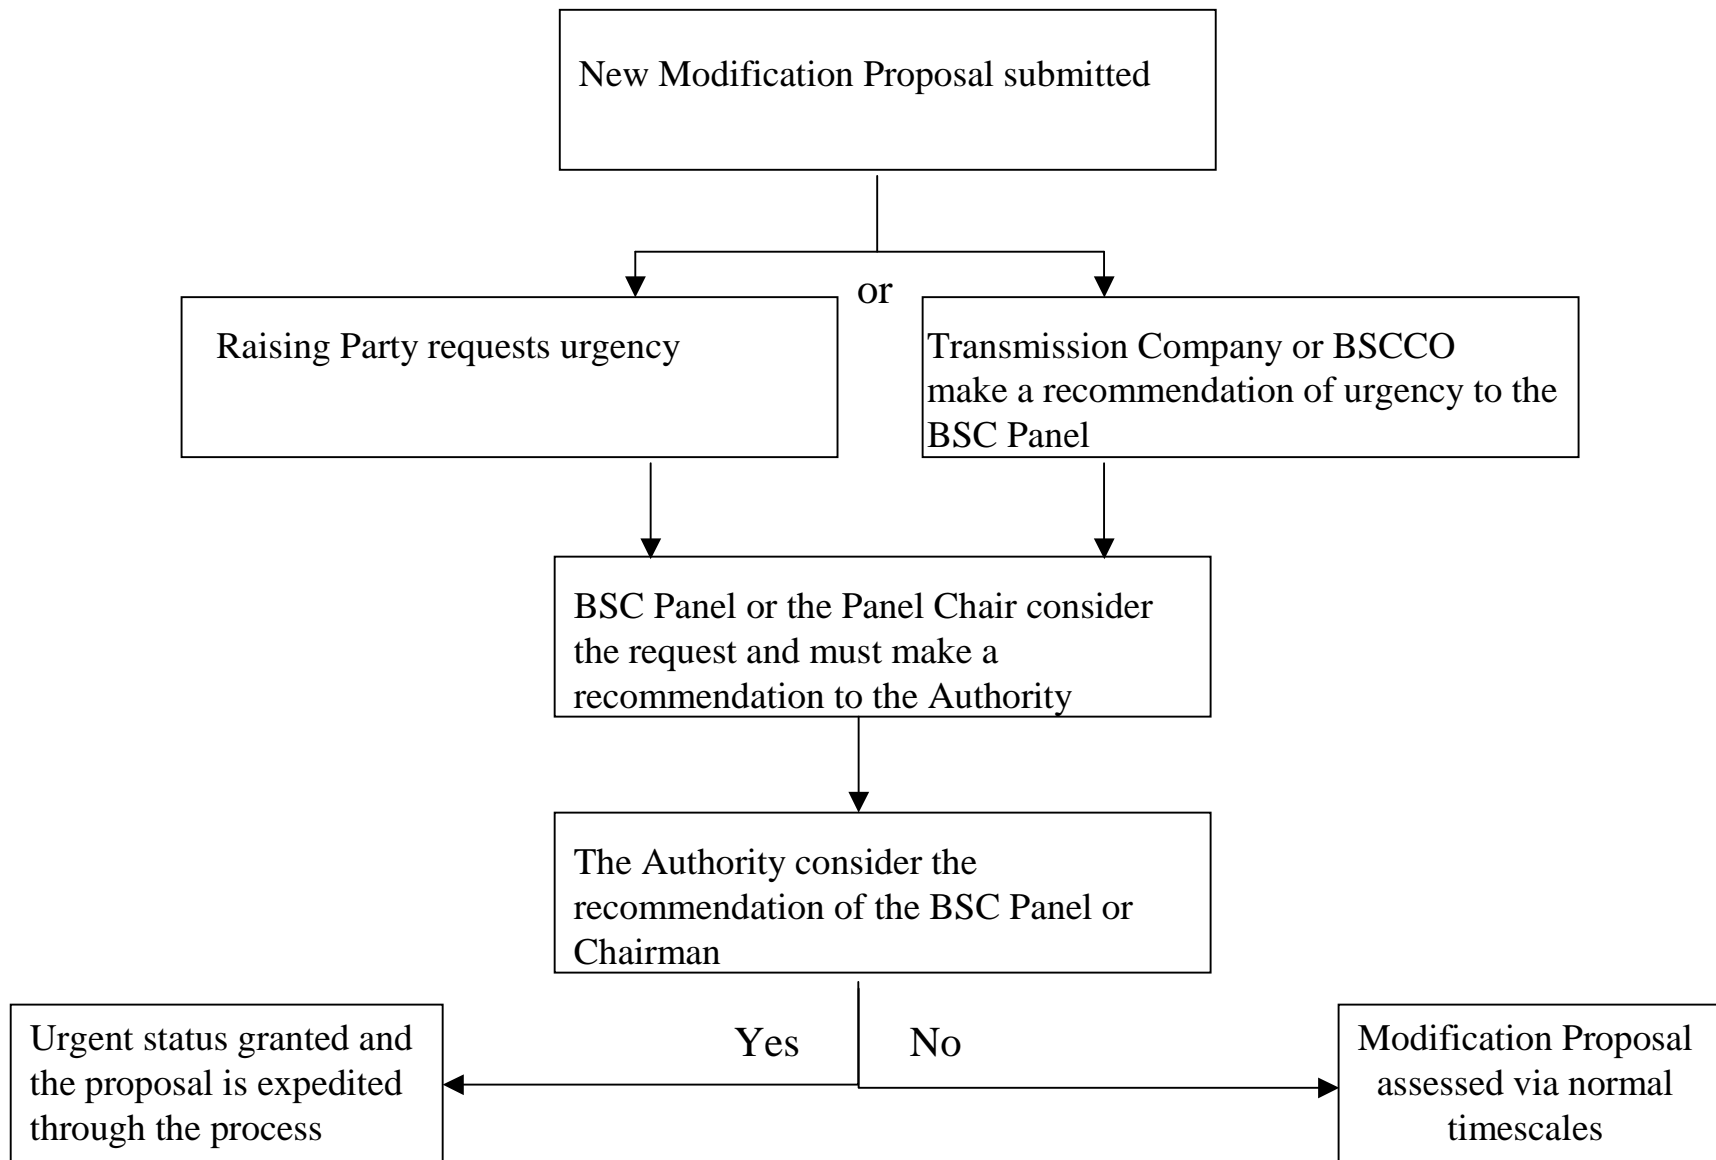 New Modification Proposal submitted
or
Raising Party requests urgency
Transmission Company or BSCCO
make a recommendation of urgency to the
BSC Panel
BSC Panel or the Panel Chair consider
the request and must make a
recommendation to the Authority
The Authority consider the
recommendation of the BSC Panel or
Chairman
Yes
No
Urgent status granted and
the proposal is expedited
through the process
Modification Proposal
assessed via normal
timescales